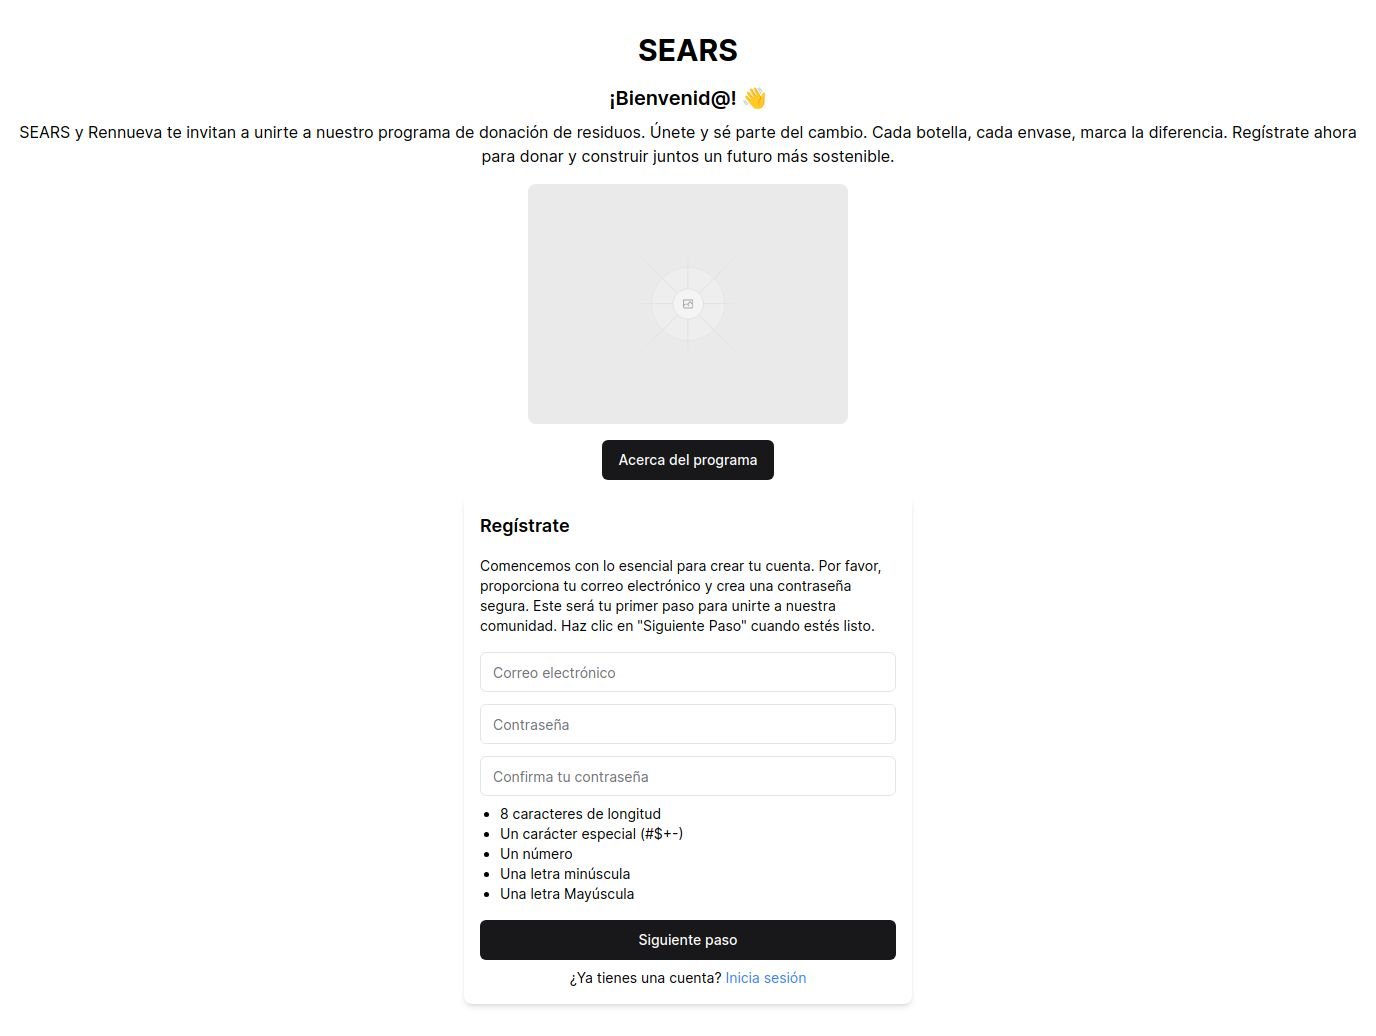 SEARS
¡Bienvenid@! 👋
SEARS y Rennueva te invitan a unirte a nuestro programa de donación de residuos. Únete y sé parte del cambio. Cada botella, cada envase, marca la diferencia. Regístrate ahora
para donar y construir juntos un futuro más sostenible.
Acerca del programa
Regístrate
Comencemos con lo esencial para crear tu cuenta. Por favor,
proporciona tu correo electrónico y crea una contraseña
segura. Este será tu primer paso para unirte a nuestra
comunidad. Haz clic en "Siguiente Paso" cuando estés listo.
Correo electrónico
Contraseña
Confirma tu contraseña
• 8 caracteres de longitud
• Un carácter especial (#$+-)
• Un número
• Una letra minúscula
• Una letra Mayúscula
Siguiente paso
¿Ya tienes una cuenta? Inicia sesión